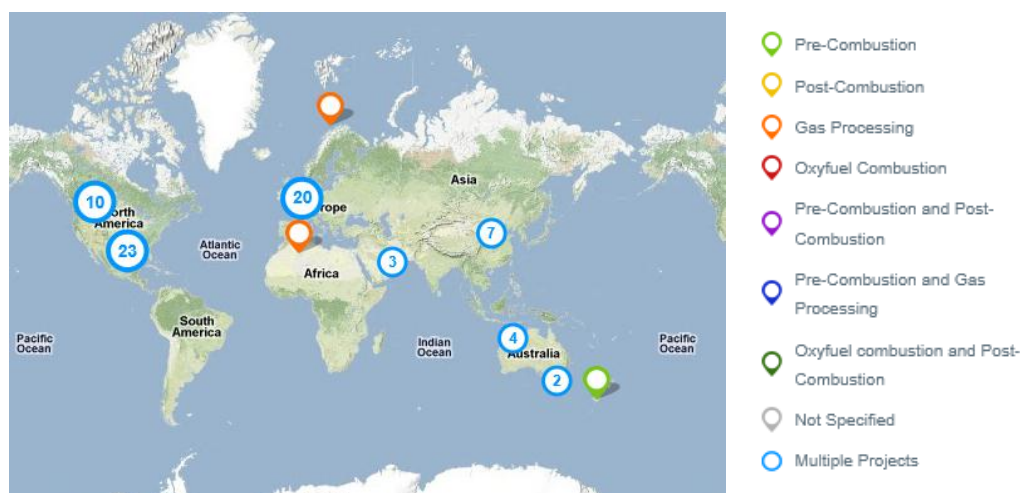 10
orth
America
23
Atlantic
Ocean
20
rope
Asia
7
3
Africa
South
America
Pacific
Ocean
Indian
Ocean
4
Australia
2
Pacific
Ocean
Pre-Combustion
Post-Combustion
Gas Processing
Oxyfuel Combustion
Pre-Combustion and Post-
Combustion
Pre-Combustion and Gas
Processing
Oxyfuel combustion and Post-
Combustion
Not Specified
Multiple Projects